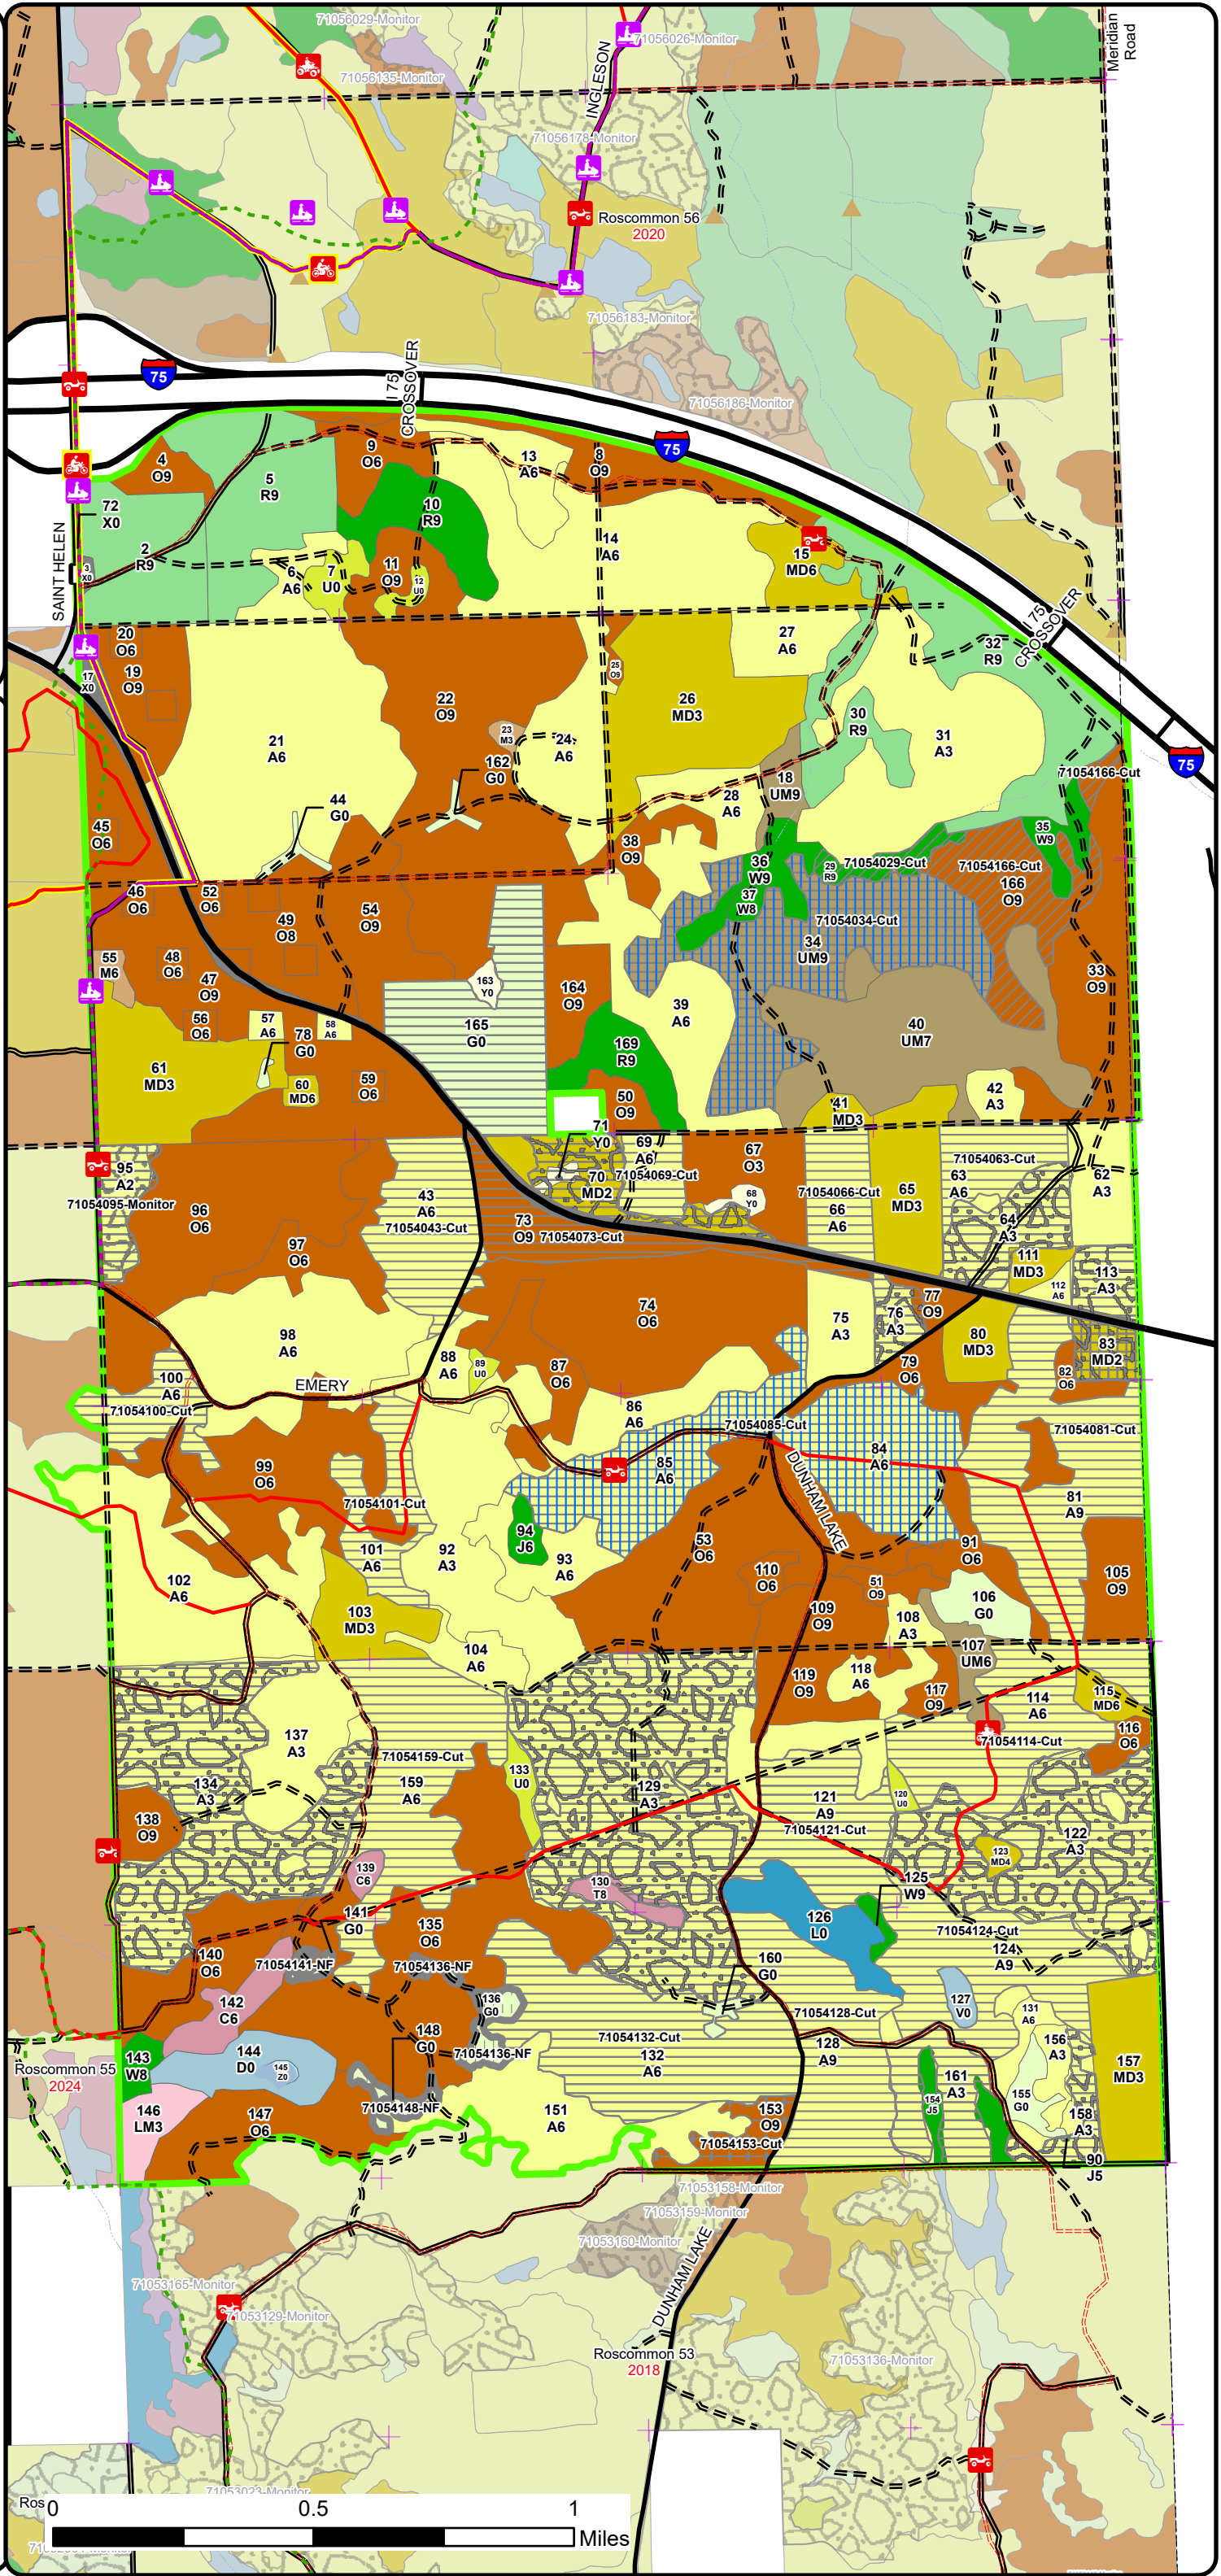 71056029-Monitor
71056026-Monitor
Meridian
Road
71056135-Monitor
INGLESON
71056178-Monitor
Roscommon 56
2020
71056183-Monitor
75
I 75
CROSSOVER
71056186-Monitor
75
4
O9
9
O6
13
A6
8
O9
5
R9
72
X0
10
R9
14
A6
15
MD6
2
R9
3
X0
6
A6
7
U0
11
O9
12
U0
SAINT HELEN
I 75
CROSSOVER
20
O6
27
A6
32
R9
19
O9
17
X0
25
O9
22
O9
26
MD3
23
M3
24
A6
30
R9
31
A3
21
A6
162
G0
18
UM9
71054166-Cut
75
44
G0
28
A6
45
O6
38
O9
35
W9
36
W9
29
R9
71054029-Cut
71054166-Cut
166
O9
46
O6
52
O6
37
W8
49
O8
54
O9
71054034-Cut
34
UM9
55
M6
48
O6
47
O9
163
Y0
164
O9
39
A6
33
O9
56
O6
57
A6
58
A6
165
G0
78
G0
169
R9
40
UM7
61
MD3
60
MD6
59
O6
50
O9
42
A3
41
MD3
71
Y0
69
A6
67
O3
71054063-Cut
63
A6
62
A3
95
A2
71054069-Cut
70
MD2
68
Y0
71054066-Cut
66
A6
65
MD3
71054095-Monitor
43
A6
71054043-Cut
96
O6
73
O9
71054073-Cut
64
A3
97
O6
111
MD3
112
A6
113
A3
74
O6
75
A3
76
A3
77
O9
98
A6
80
MD3
83
MD2
88
A6
89
U0
87
O6
79
O6
82
O6
EMERY
100
A6
71054100-Cut
86
A6
71054085-Cut
71054081-Cut
84
A6
85
A6
99
O6
DUNHAM LAKE
81
A9
71054101-Cut
94
J6
53
O6
91
O6
101
A6
92
A3
93
A6
110
O6
51
O9
105
O9
102
A6
106
G0
103
MD3
109
O9
108
A3
104
A6
107
UM6
119
O9
118
A6
117
O9
115
MD6
114
A6
116
O6
137
A3
71054114-Cut
71054159-Cut
159
A6
133
U0
134
A3
129
A3
121
A9
120
U0
138
O9
71054121-Cut
122
A3
123
MD4
139
C6
130
T8
125
W9
141
G0
135
O6
126
L0
71054124-Cut
124
A9
140
O6
71054141-NF
71054136-NF
160
G0
142
C6
136
G0
127
V0
71054128-Cut
131
A6
148
G0
71054132-Cut
132
A6
128
A9
156
A3
143
W8
144
D0
71054136-NF
Roscommon 55
2024
145
Z0
157
MD3
161
A3
154
J5
155
G0
146
LM3
147
O6
71054148-NF
151
A6
153
O9
158
A3
71054153-Cut
90
J5
71053158-Monitor
71053159-Monitor
71053160-Monitor
DUNHAM LAKE
71053165-Monitor
71053129-Monitor
Roscommon 53
2018
71053136-Monitor
71053023-Monitor
Ros
0 0.5 1
Miles